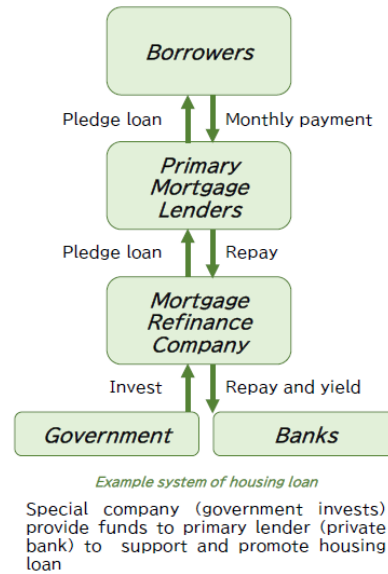 Borrowers
Pledge loan
Monthly payment
Primary
Mortgage
Lenders
Pledge loan
Repay
Mortgage
Refinance
Company
Invest
Repay and yield
Government
Banks
Example system of housing loan
Special company (government invests)
provide funds to primary lender (private
bank) to support and promote housing
loan